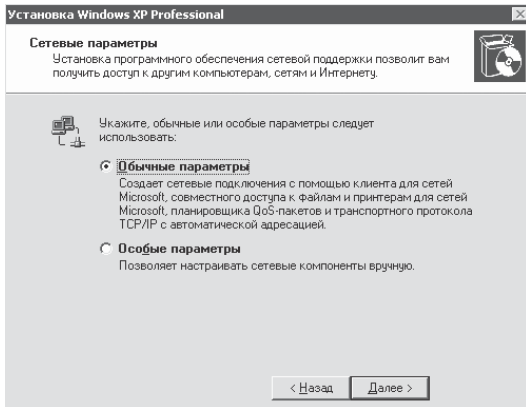 Установка Windows XP Professional
Сетевые параметры
Установка программного обеспечения сетевой поддержки позволит вам
получить доступ к другим компьютерам, сетям и Интернету.
Укажите, обычные или особые параметры следует
использовать:
Обычные параметры
Создает сетевые подключения с помощью клиента для сетей
Microsoft, совместного доступа к файлам и принтерам для сетей
Microsoft, планировщика QoS-пакетов и транспортного протокола
TCP/IP с автоматической адресацией.
Особые параметры
Позволяет настраивать сетевые компоненты вручную.
< Назад Далее >